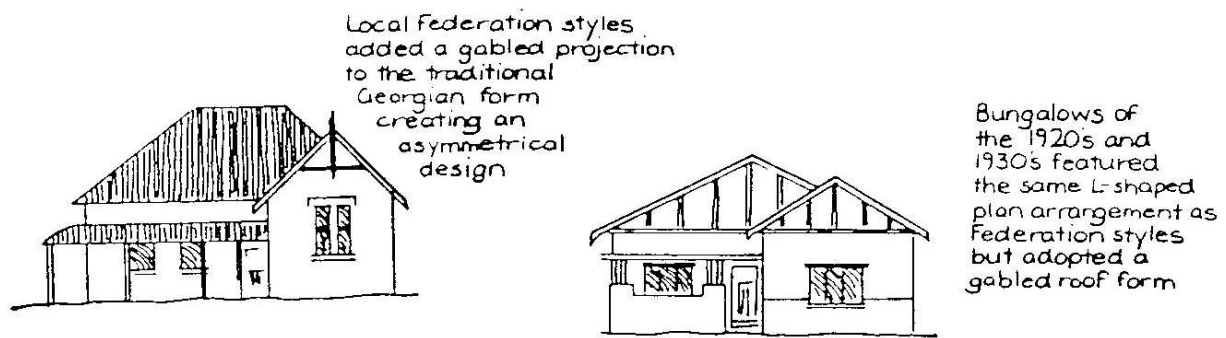 Local Federation styles
added a gabled projection
to the traditional
Georgian form
creating an
asymmetrical
design
Bungalows of
the 1920's and
1930's featured
the same L-shaped
plan arrangement as
Federation styles
but adopted a
gabled roof form